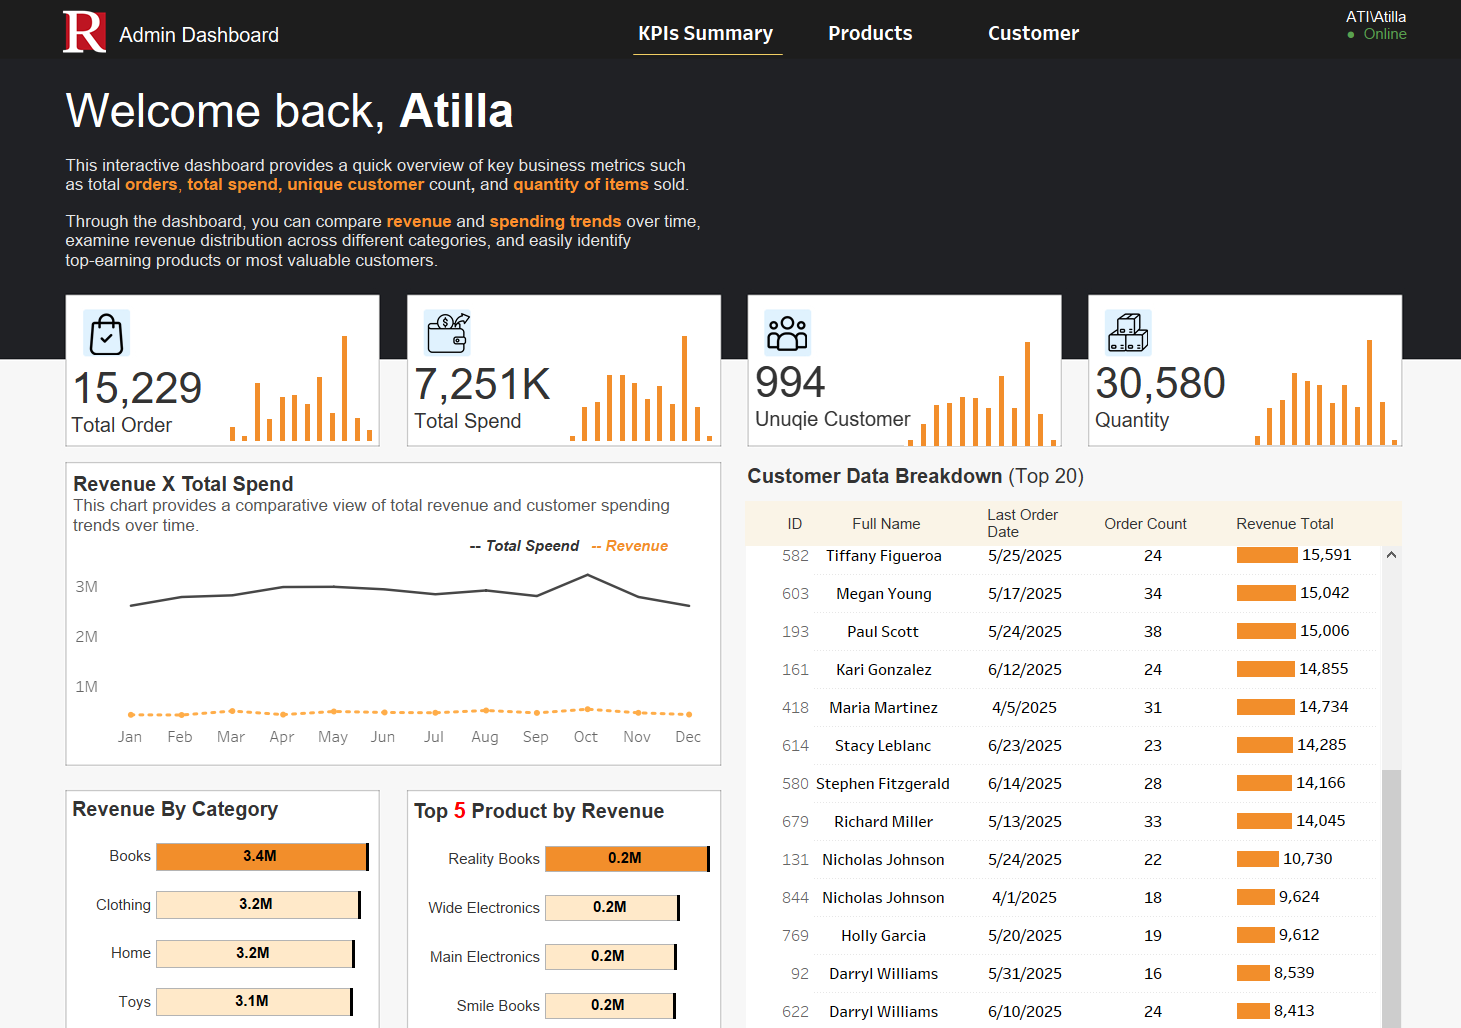 R Admin Dashboard
KPIs Summary Products Customer
ATI\Atilla
● Online
Welcome back, Atilla
This interactive dashboard provides a quick overview of key business metrics such
as total orders, total spend, unique customer count, and quantity of items sold.
Through the dashboard, you can compare revenue and spending trends over time,
examine revenue distribution across different categories, and easily identify
top-earning products or most valuable customers.
15,229
Total Order
7,251K
Total Spend
994
Unuqie Customer
30,580
Quantity
Revenue X Total Spend
This chart provides a comparative view of total revenue and customer spending
trends over time.
-- Total Speend -- Revenue
3M
2M
1M
Jan Feb Mar Apr May Jun Jul Aug Sep Oct Nov Dec
Revenue By Category
Books 3.4M
Clothing 3.2M
Home 3.2M
Toys 3.1M
Top 5 Product by Revenue
Reality Books 0.2M
Wide Electronics 0.2M
Main Electronics 0.2M
Smile Books 0.2M
Customer Data Breakdown (Top 20)
ID Full Name Last Order Date Order Count Revenue Total
582 Tiffany Figueroa 5/25/2025 24 15,591
603 Megan Young 5/17/2025 34 15,042
193 Paul Scott 5/24/2025 38 15,006
161 Kari Gonzalez 6/12/2025 24 14,855
418 Maria Martinez 4/5/2025 31 14,734
614 Stacy Leblanc 6/23/2025 23 14,285
580 Stephen Fitzgerald 6/14/2025 28 14,166
679 Richard Miller 5/13/2025 33 14,045
131 Nicholas Johnson 5/24/2025 22 10,730
844 Nicholas Johnson 4/1/2025 18 9,624
769 Holly Garcia 5/20/2025 19 9,612
92 Darryl Williams 5/31/2025 16 8,539
622 Darryl Williams 6/10/2025 24 8,413